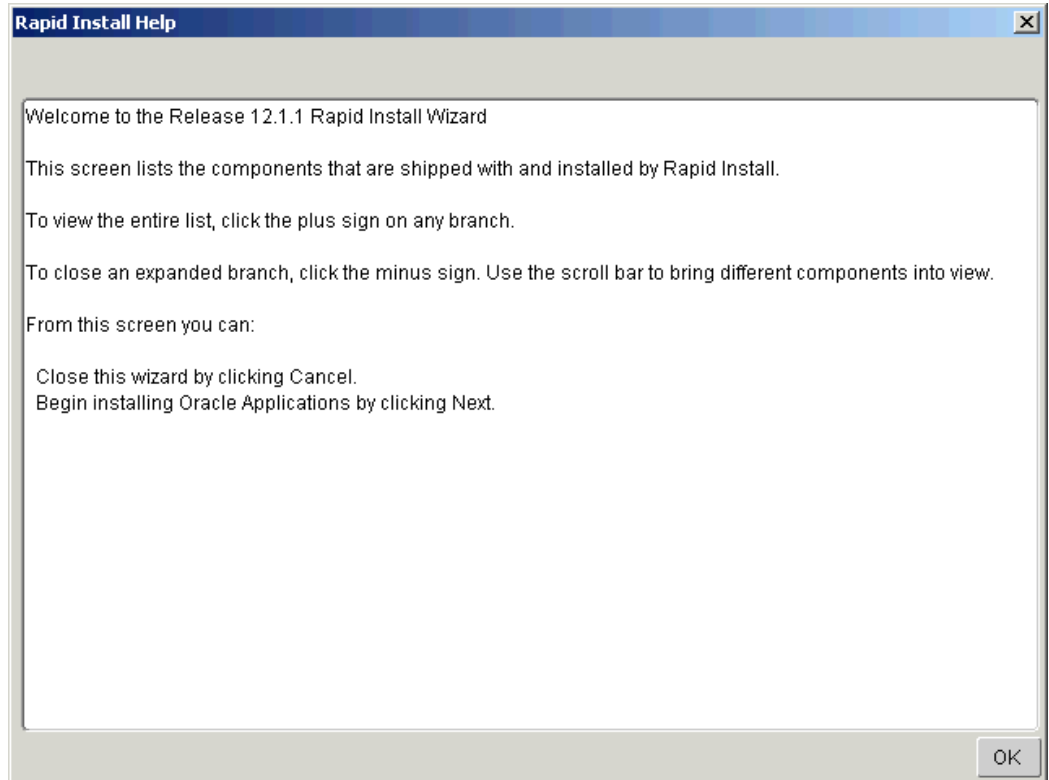 Rapid Install Help
Welcome to the Release 12.1.1 Rapid Install Wizard
This screen lists the components that are shipped with and installed by Rapid Install.
To view the entire list, click the plus sign on any branch.
To close an expanded branch, click the minus sign. Use the scroll bar to bring different components into view.
From this screen you can:
Close this wizard by clicking Cancel.
Begin installing Oracle Applications by clicking Next.
OK